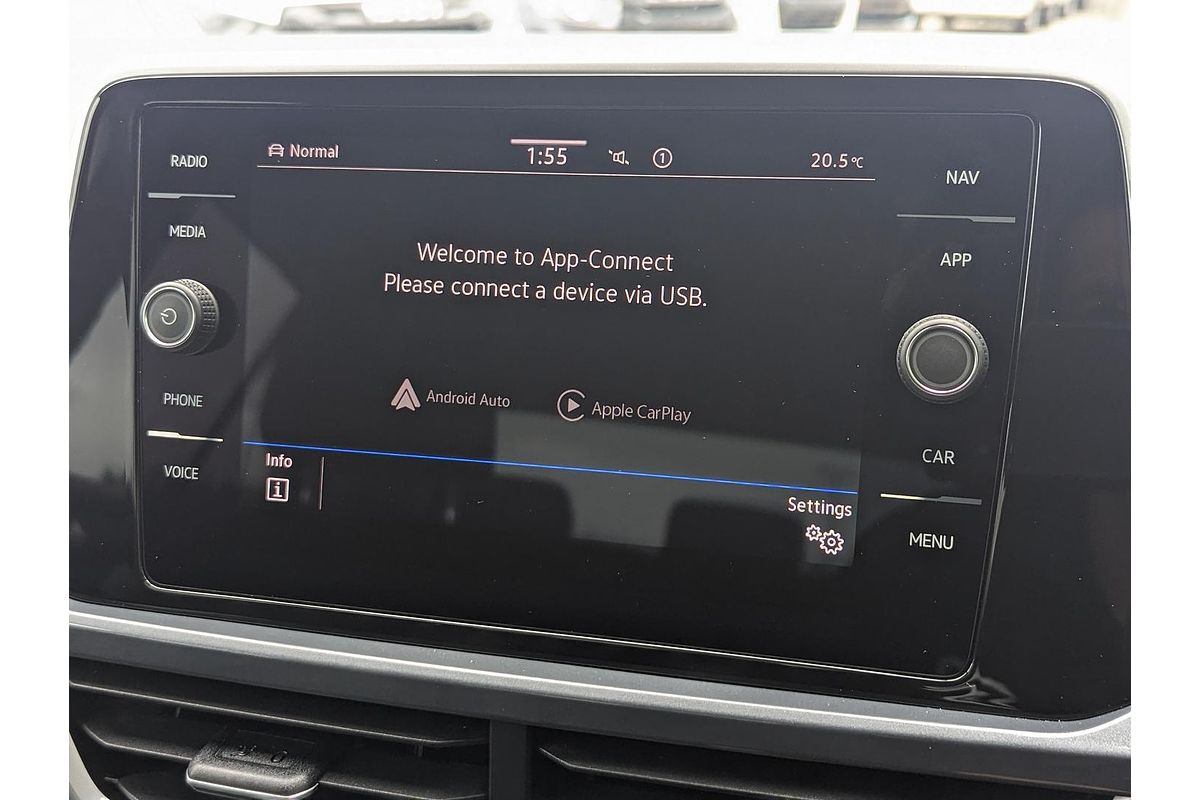 RADIO
MEDIA
PHONE
VOICE
Normal
1:55
1
20.5°C
Welcome to App-Connect
Please connect a device via USB.
Android Auto
Apple CarPlay
Info
i
Settings
NAV
APP
CAR
MENU